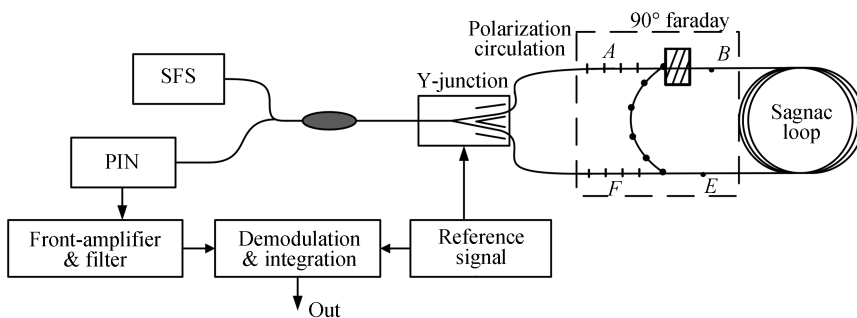 90° faraday
Polarization
circulation
A
B
SFS
Y-junction
Sagnac
loop
PIN
F
E
Front-amplifier
& filter
Demodulation
& integration
Reference
signal
Out